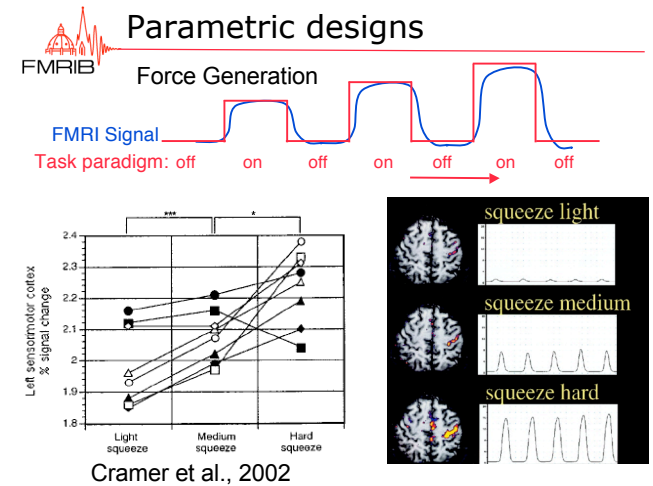 Parametric designs
FMRIB
Force Generation
FMRI Signal
Task paradigm: off on off on off on off
*** *
2.4
2.3
2.2
2.1
2
1.9
1.8
Left sensorimotor cortex
% signal change
Light squeeze
Medium squeeze
Hard squeeze
Cramer et al., 2002
squeeze light
squeeze medium
squeeze hard